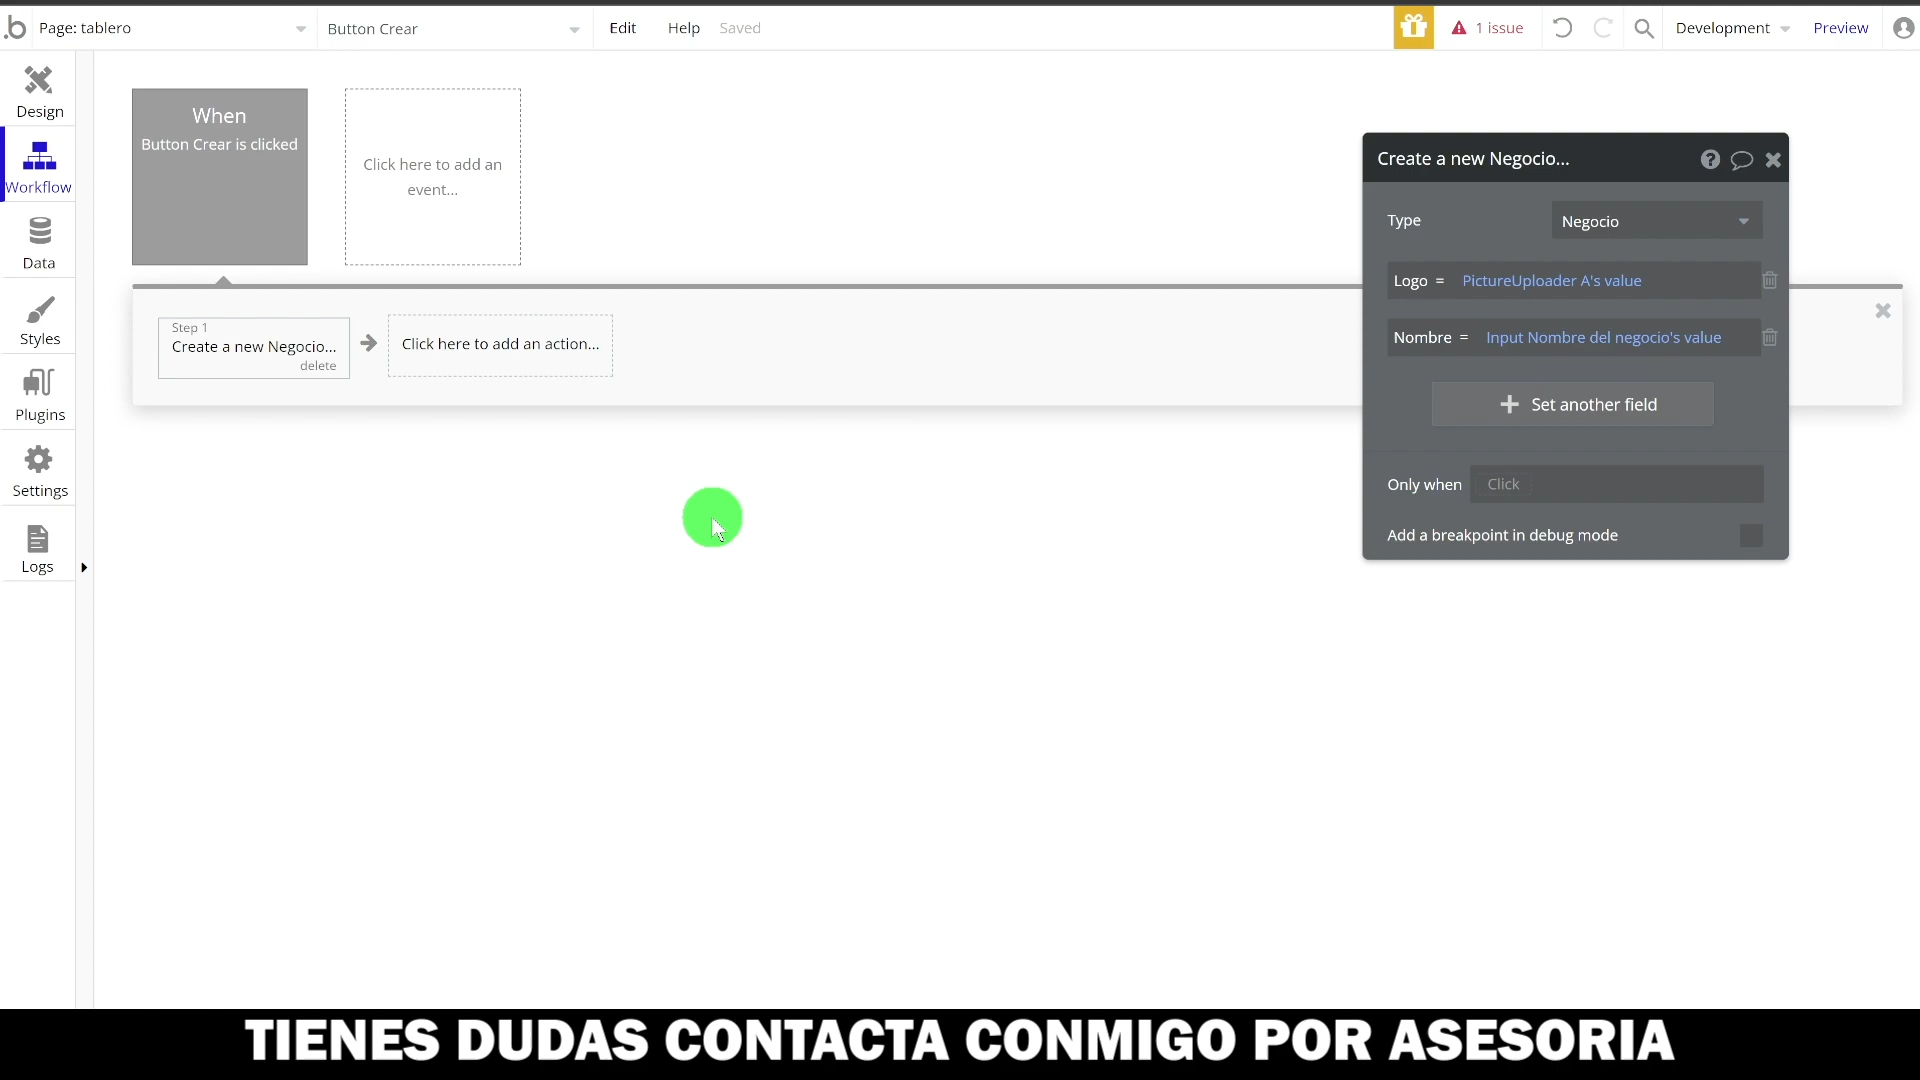 Page: tablero
Button Crear
Edit
Help
Saved
1 issue
Development
Preview
Design
Workflow
Data
Styles
Plugins
Settings
Logs
When
Button Crear is clicked
Click here to add an
event...
Step 1
Create a new Negocio...
delete
Click here to add an action...
Create a new Negocio...
Type
Negocio
Logo = PictureUploader A's value
Nombre = Input Nombre del negocio's value
Set another field
Only when Click
Add a breakpoint in debug mode
TIENES DUDAS CONTACTA CONMIGO POR ASESORIA